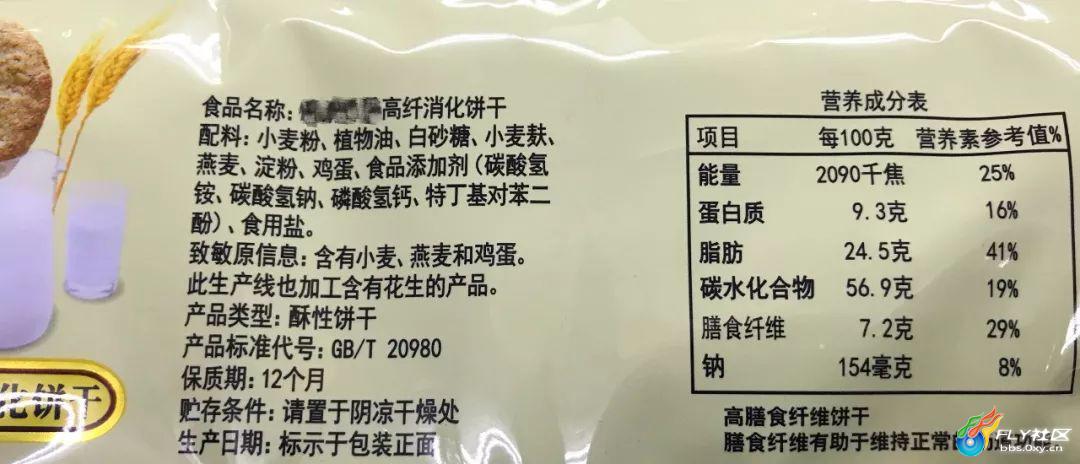 食品名称:高纤消化饼干
配料:小麦粉、植物油、白砂糖、小麦麸、
燕麦、淀粉、鸡蛋、食品添加剂(碳酸氢
铵、碳酸氢钠、磷酸氢钙、特丁基对苯二
酚)、食用盐。
致敏原信息:含有小麦、燕麦和鸡蛋。
此生产线也加工含有花生的产品。
产品类型:酥性饼干
产品标准代号:GB/T 20980
保质期:12个月
贮存条件:请置于阴凉干燥处
生产日期:标示于包装正面
化饼干
营养成分表
项目 每100克 营养素参考值%
能量 2090千焦 25%
蛋白质 9.3克 16%
脂肪 24.5克 41%
碳水化合物 56.9克 19%
膳食纤维 7.2克 29%
钠 154毫克 8%
高膳食纤维饼干
膳食纤维有助于维持正常的
FLY社区
bbs.0xy.cn